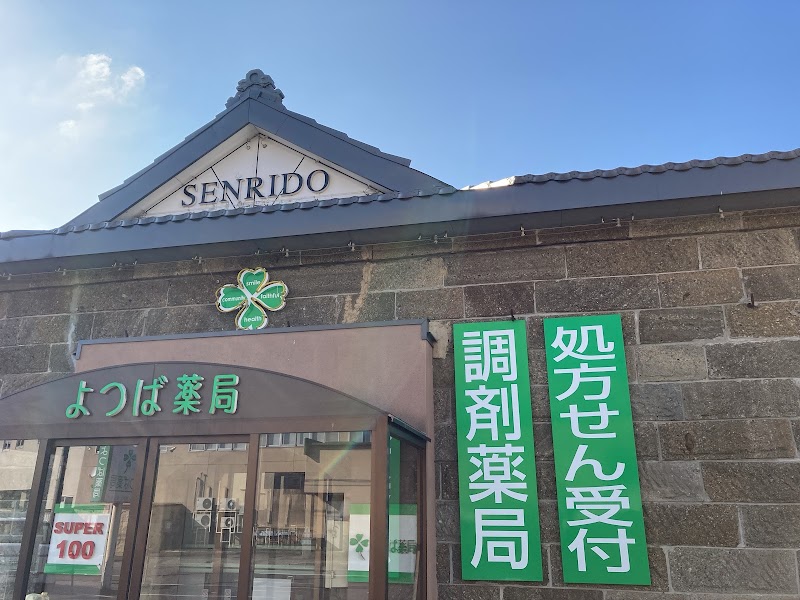 SENRIDO
smile
community
faithful
health
よつば薬局
調剤薬局
処方せん受付
SUPER
100